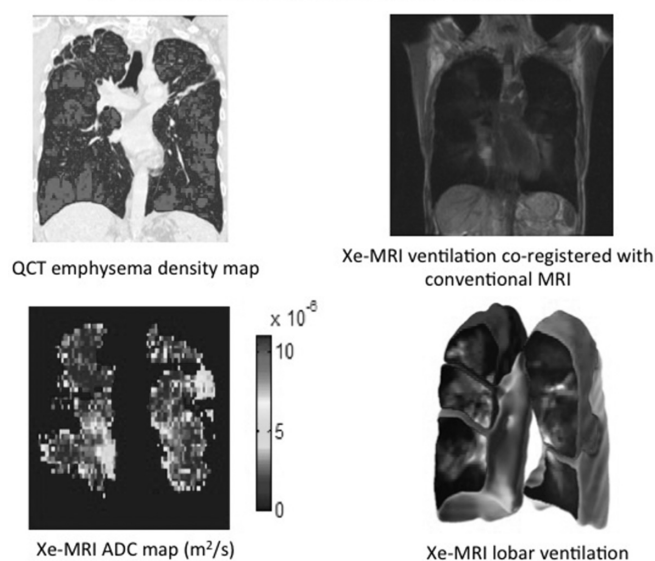 QCT emphysema density map
Xe-MRI ventilation co-registered with
conventional MRI
x 10⁻⁶
10
5
0
Xe-MRI ADC map (m²/s)
Xe-MRI lobar ventilation